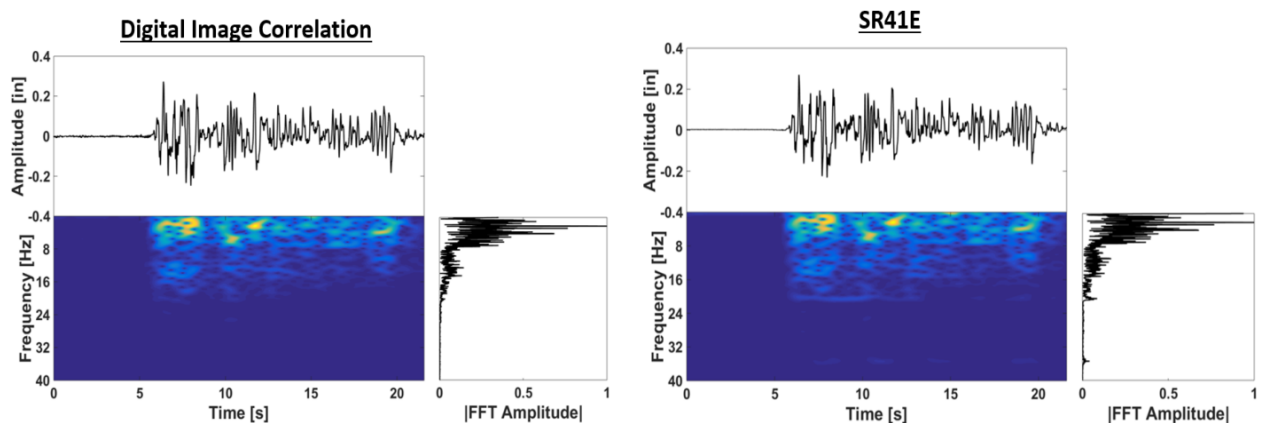 Digital Image Correlation
0.4
0.2
0
-0.2
-0.4
Amplitude [in]
8
16
24
32
40
Frequency [Hz]
0 5 10 15 20
Time [s]
0 0.5 1
|FFT Amplitude|
SR41E
0.4
0.2
0
-0.2
-0.4
Amplitude [in]
8
16
24
32
40
Frequency [Hz]
0 5 10 15 20
Time [s]
0 0.5 1
|FFT Amplitude|